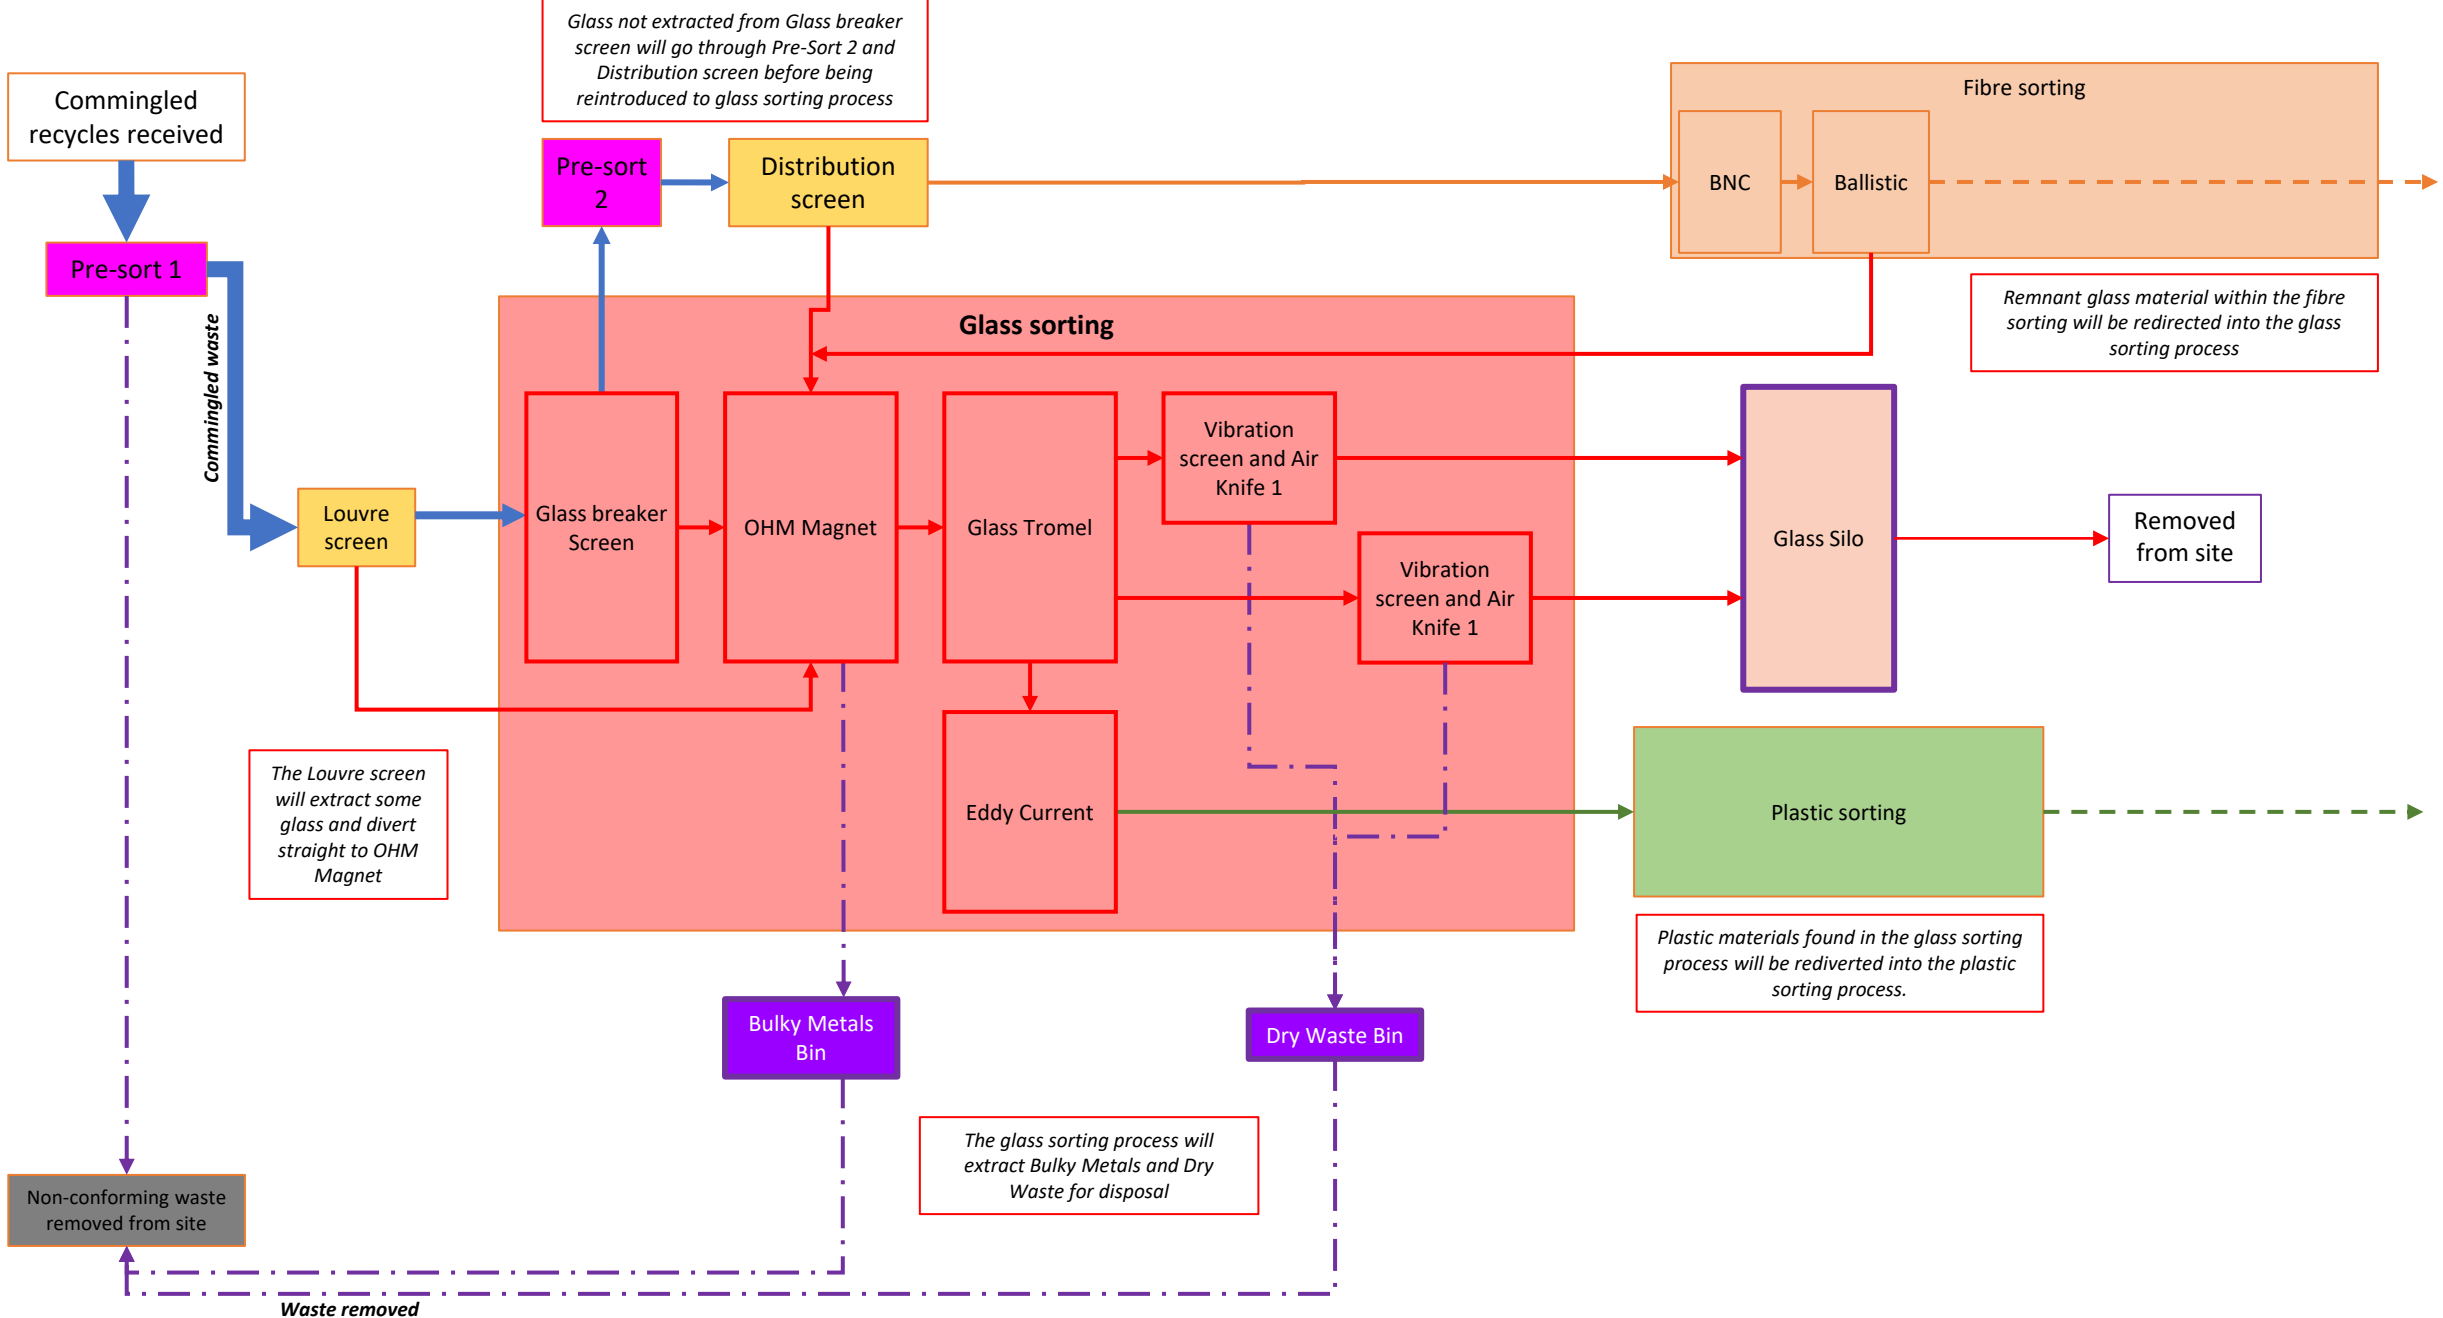 Glass not extracted from Glass breaker
screen will go through Pre-Sort 2 and
Distribution screen before being
reintroduced to glass sorting process
Commingled
recycles received
Fibre sorting
Pre-sort
2
Distribution
screen
BNC
Ballistic
Pre-sort 1
Commingled waste
Glass sorting
Remnant glass material within the fibre
sorting will be redirected into the glass
sorting process
Louvre
screen
Glass breaker
Screen
OHM Magnet
Glass Tromel
Vibration
screen and Air
Knife 1
Vibration
screen and Air
Knife 1
Glass Silo
Removed
from site
The Louvre screen
will extract some
glass and divert
straight to OHM
Magnet
Eddy Current
Plastic sorting
Plastic materials found in the glass sorting
process will be rediverted into the plastic
sorting process.
Bulky Metals
Bin
Dry Waste Bin
The glass sorting process will
extract Bulky Metals and Dry
Waste for disposal
Non-conforming waste
removed from site
Waste removed